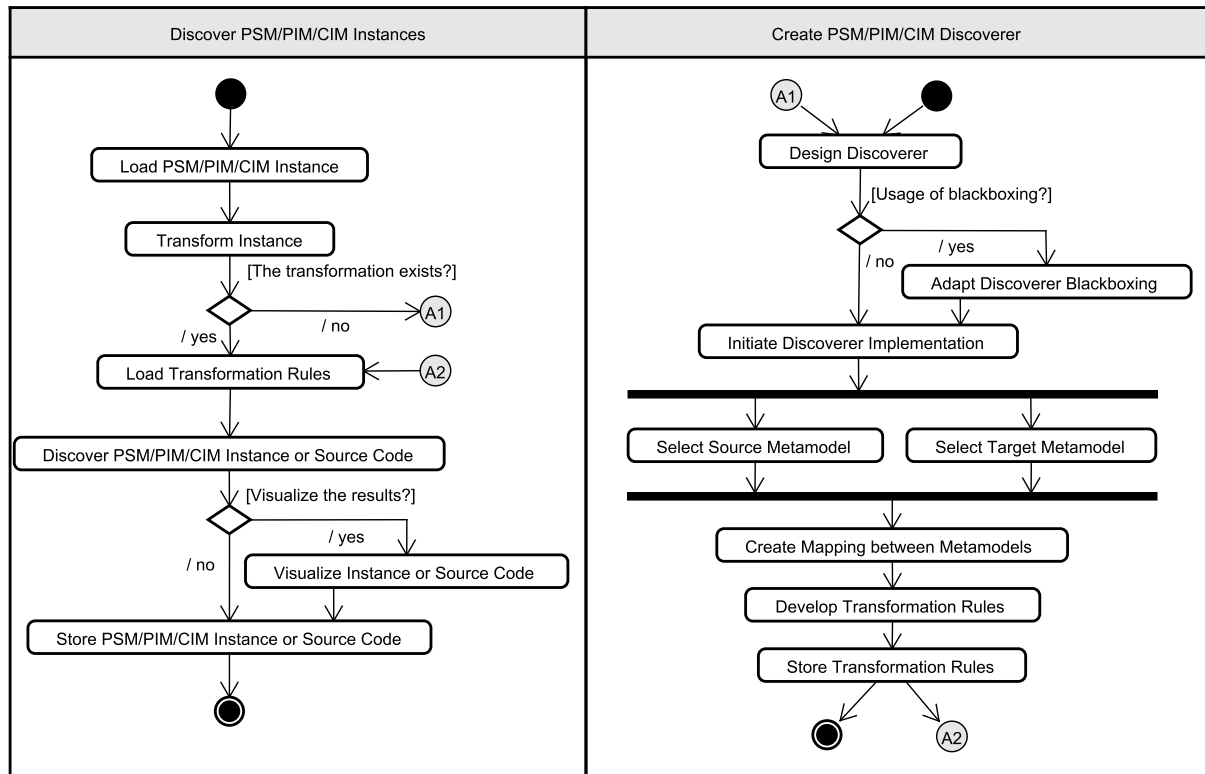 Discover PSM/PIM/CIM Instances
Load PSM/PIM/CIM Instance
Transform Instance
[The transformation exists?]
/ no
A1
/ yes
Load Transformation Rules
A2
Discover PSM/PIM/CIM Instance or Source Code
[Visualize the results?]
/ yes
/ no
Visualize Instance or Source Code
Store PSM/PIM/CIM Instance or Source Code
Create PSM/PIM/CIM Discoverer
A1
Design Discoverer
[Usage of blackboxing?]
/ yes
/ no
Adapt Discoverer Blackboxing
Initiate Discoverer Implementation
Select Source Metamodel
Select Target Metamodel
Create Mapping between Metamodels
Develop Transformation Rules
Store Transformation Rules
A2